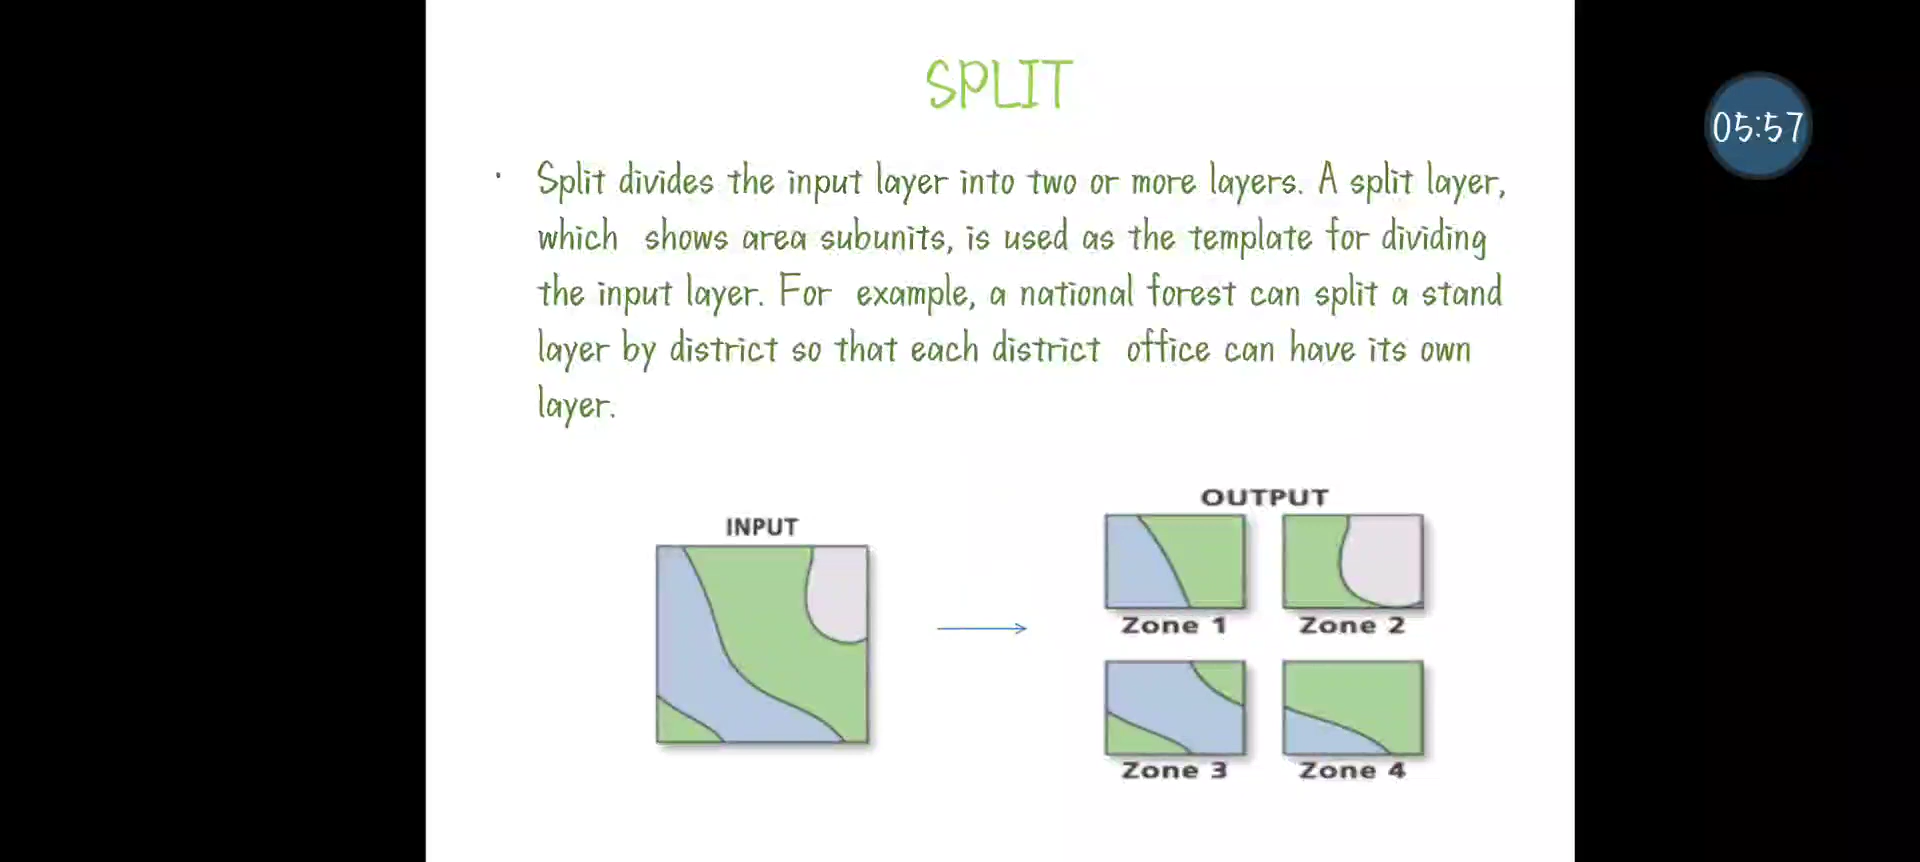 SPLIT
05:57
• Split divides the input layer into two or more layers. A split layer,
which shows area subunits, is used as the template for dividing
the input layer. For example, a national forest can split a stand
layer by district so that each district office can have its own
layer.
INPUT
OUTPUT
Zone 1
Zone 2
Zone 3
Zone 4